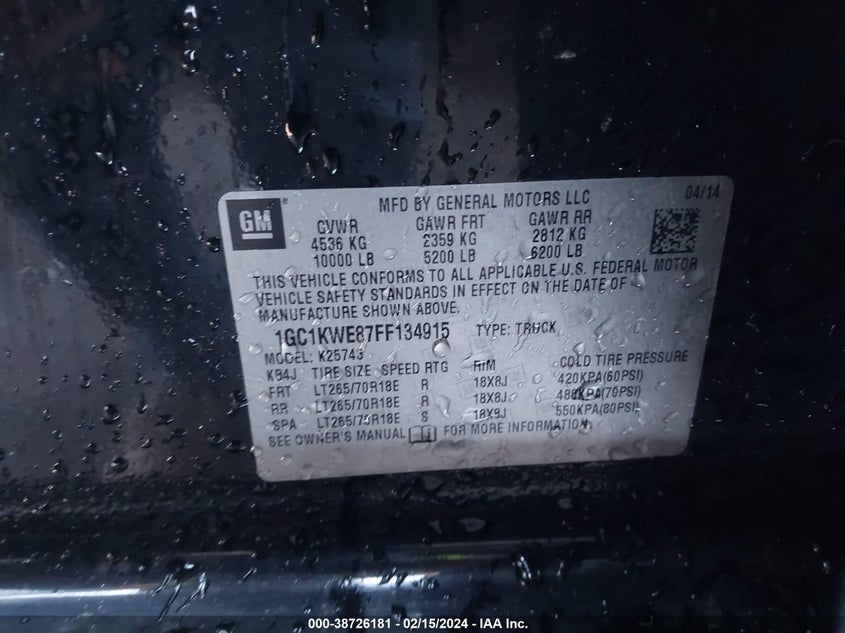 GM
MFD BY GENERAL MOTORS LLC 04/14
GVWR GAWR FRT GAWR RR
4536 KG 2359 KG 2812 KG
10000 LB 5200 LB 6200 LB
THIS VEHICLE CONFORMS TO ALL APPLICABLE U.S. FEDERAL MOTOR
VEHICLE SAFETY STANDARDS IN EFFECT ON THE DATE OF
MANUFACTURE SHOWN ABOVE.
1GC1KWE87FF134915 TYPE: TRUCK
MODEL: K25743
KB4J TIRE SIZE SPEED RTG RIM COLD TIRE PRESSURE
FRT LT265/70R18E R 18X8J 420KPA(60PSI)
RR LT265/70R18E R 18X8J 480KPA(70PSI)
SPA LT265/70R18E S 18X9J 550KPA(80PSI)
SEE OWNER'S MANUAL FOR MORE INFORMATION.
000-38726181 - 02/15/2024 - IAA Inc.